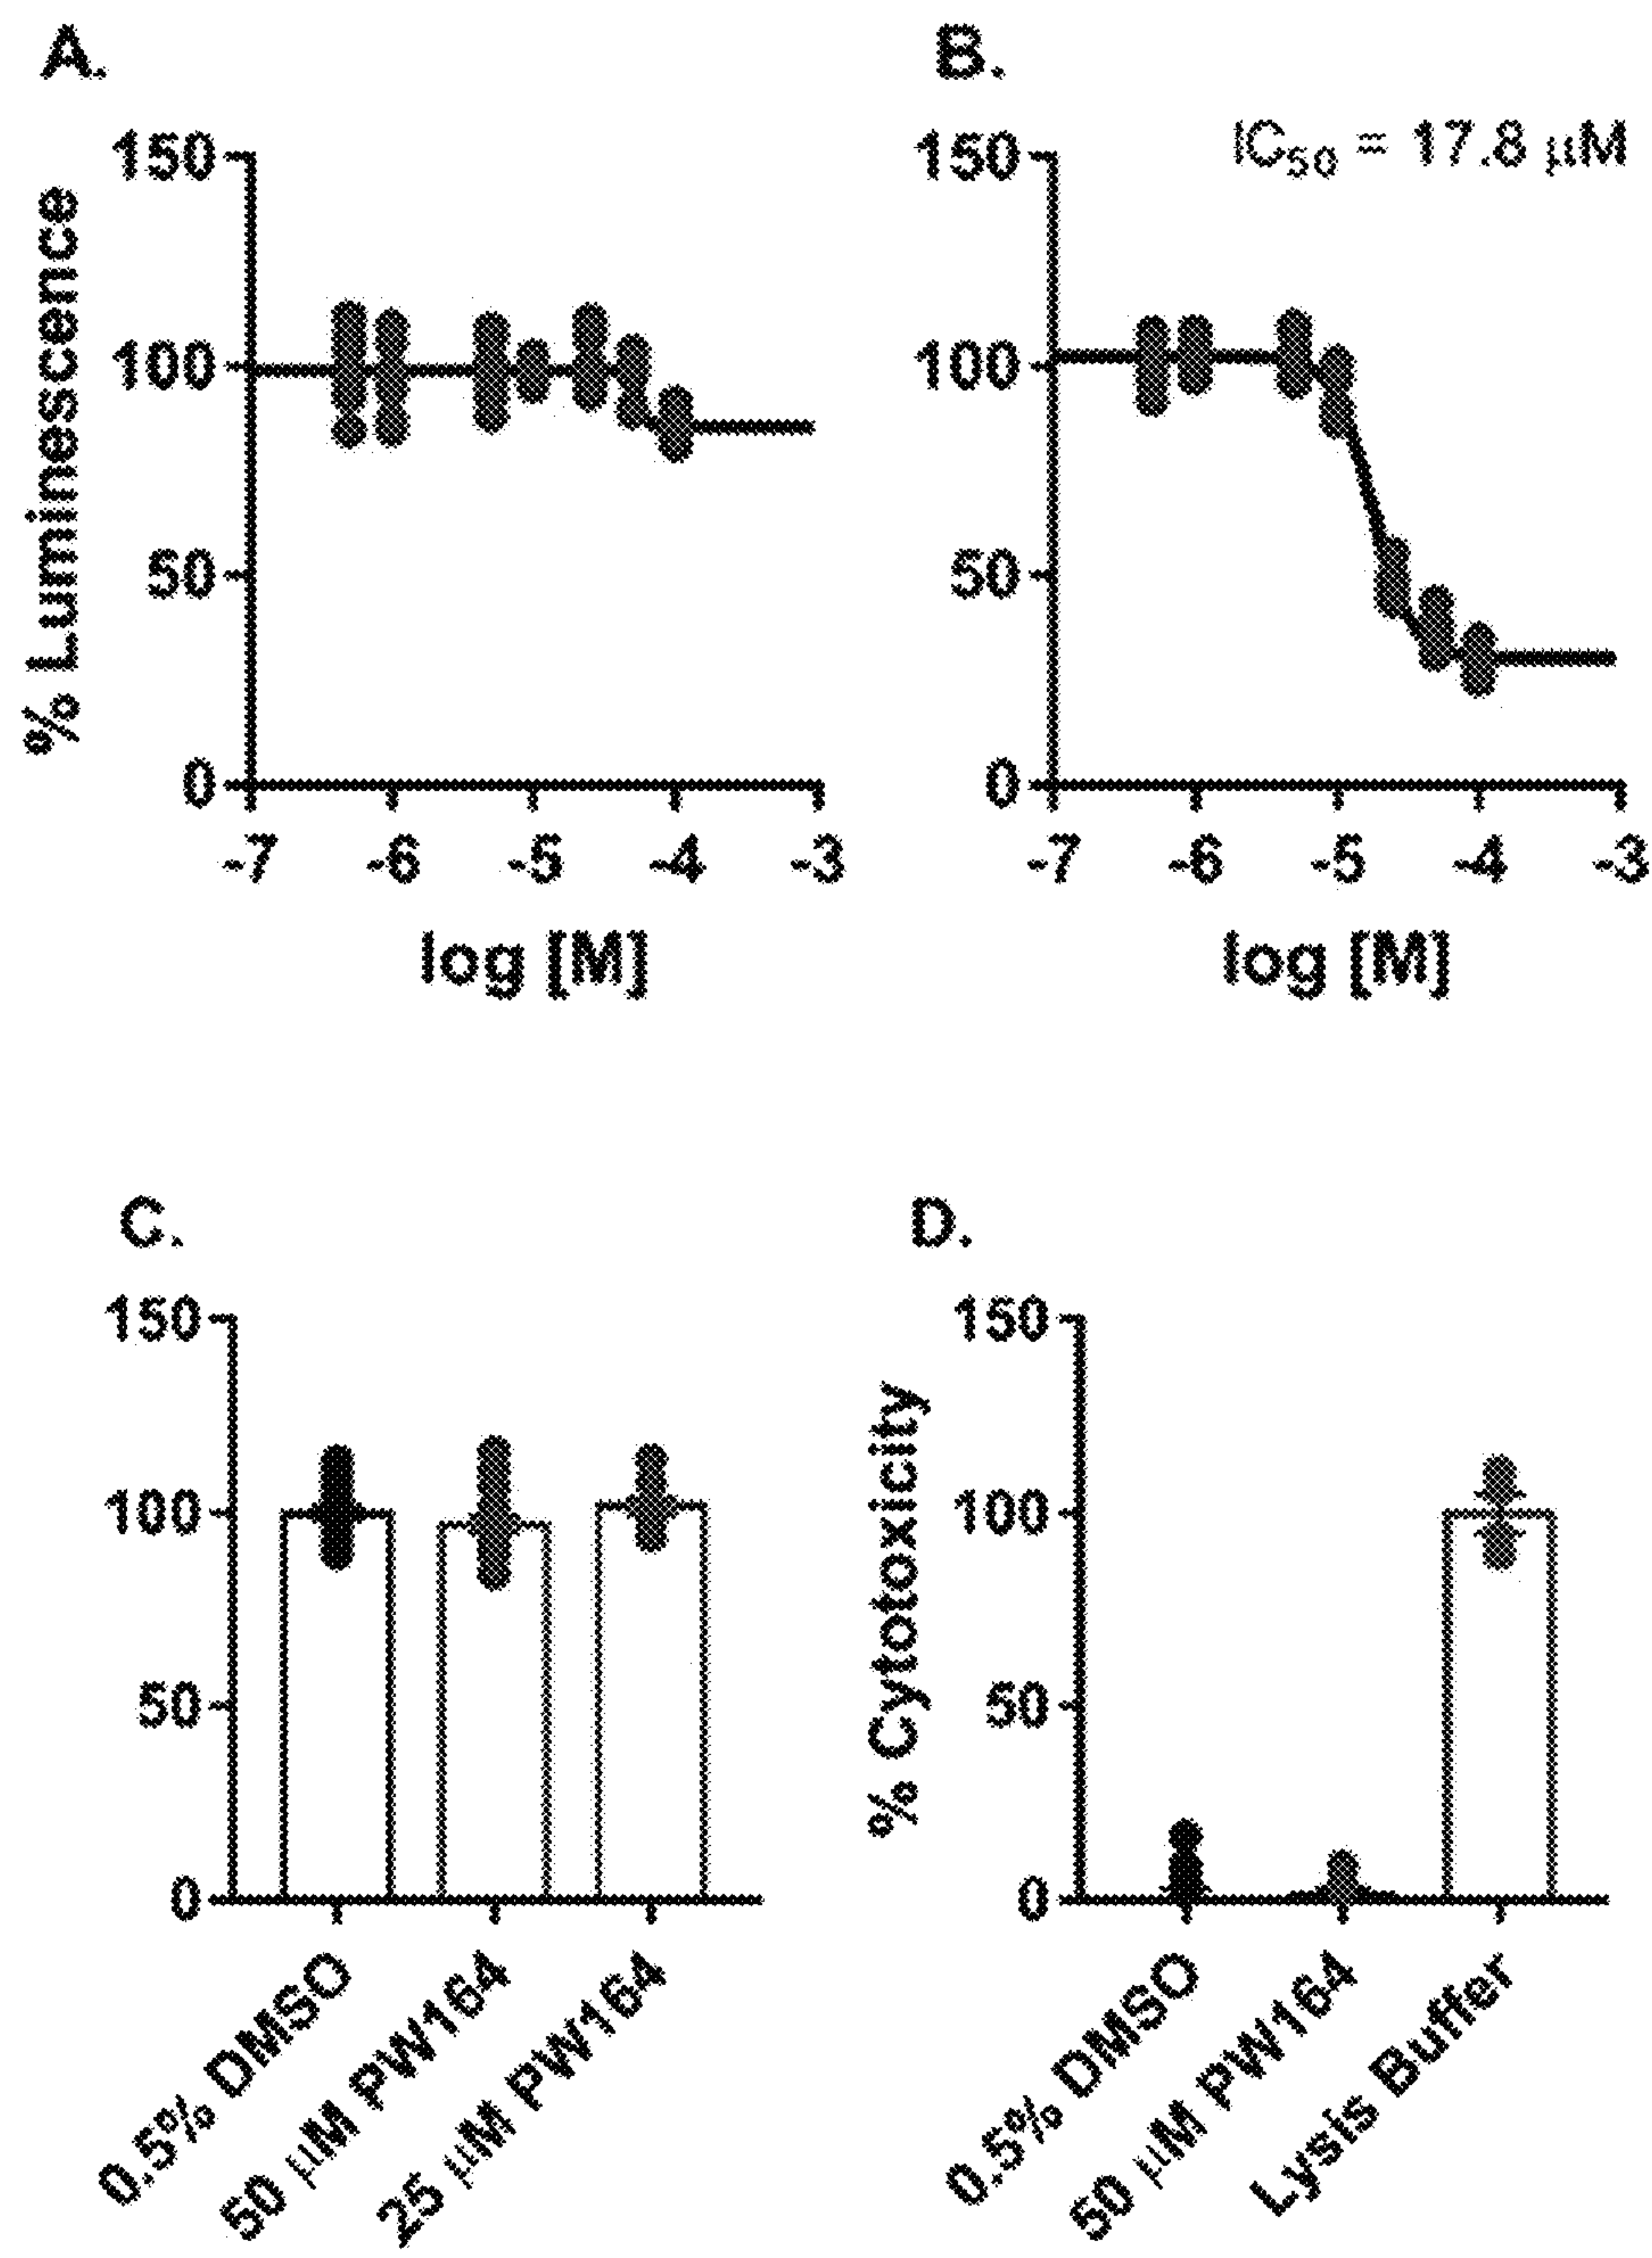 A.
% Luminescence
150
100
50
0
-7 -6 -5 -4 -3
log [M]
B.
IC50 = 17.8 μM
150
100
50
0
-7 -6 -5 -4 -3
log [M]
C.
150
100
50
0
0.5% DMSO
50 μM PW164
25 μM PW164
D.
% Cytotoxicity
150
100
50
0
0.5% DMSO
50 μM PW164
Lysis Buffer